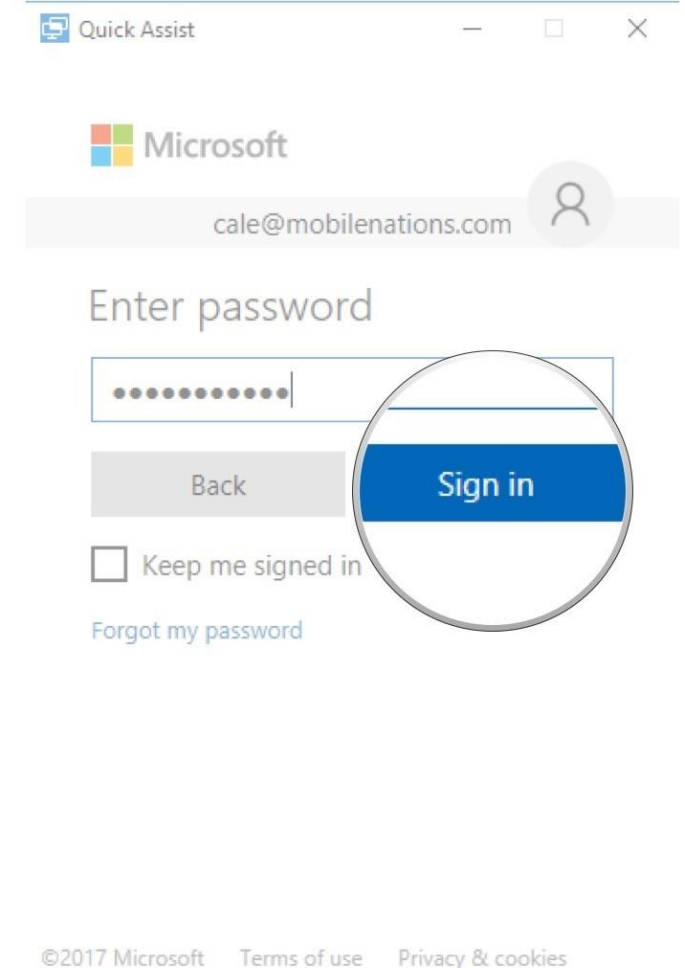 Quick Assist
Microsoft
cale@mobilenations.com
Enter password
●●●●●●●●●●●
Back
Sign in
Keep me signed in
Forgot my password
©2017 Microsoft Terms of use Privacy & cookies